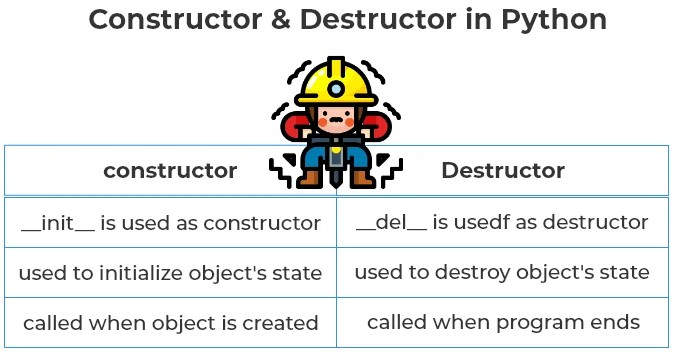 Constructor & Destructor in Python
constructor
Destructor
__init__ is used as constructor
__del__ is usedf as destructor
used to initialize object's state
used to destroy object's state
called when object is created
called when program ends